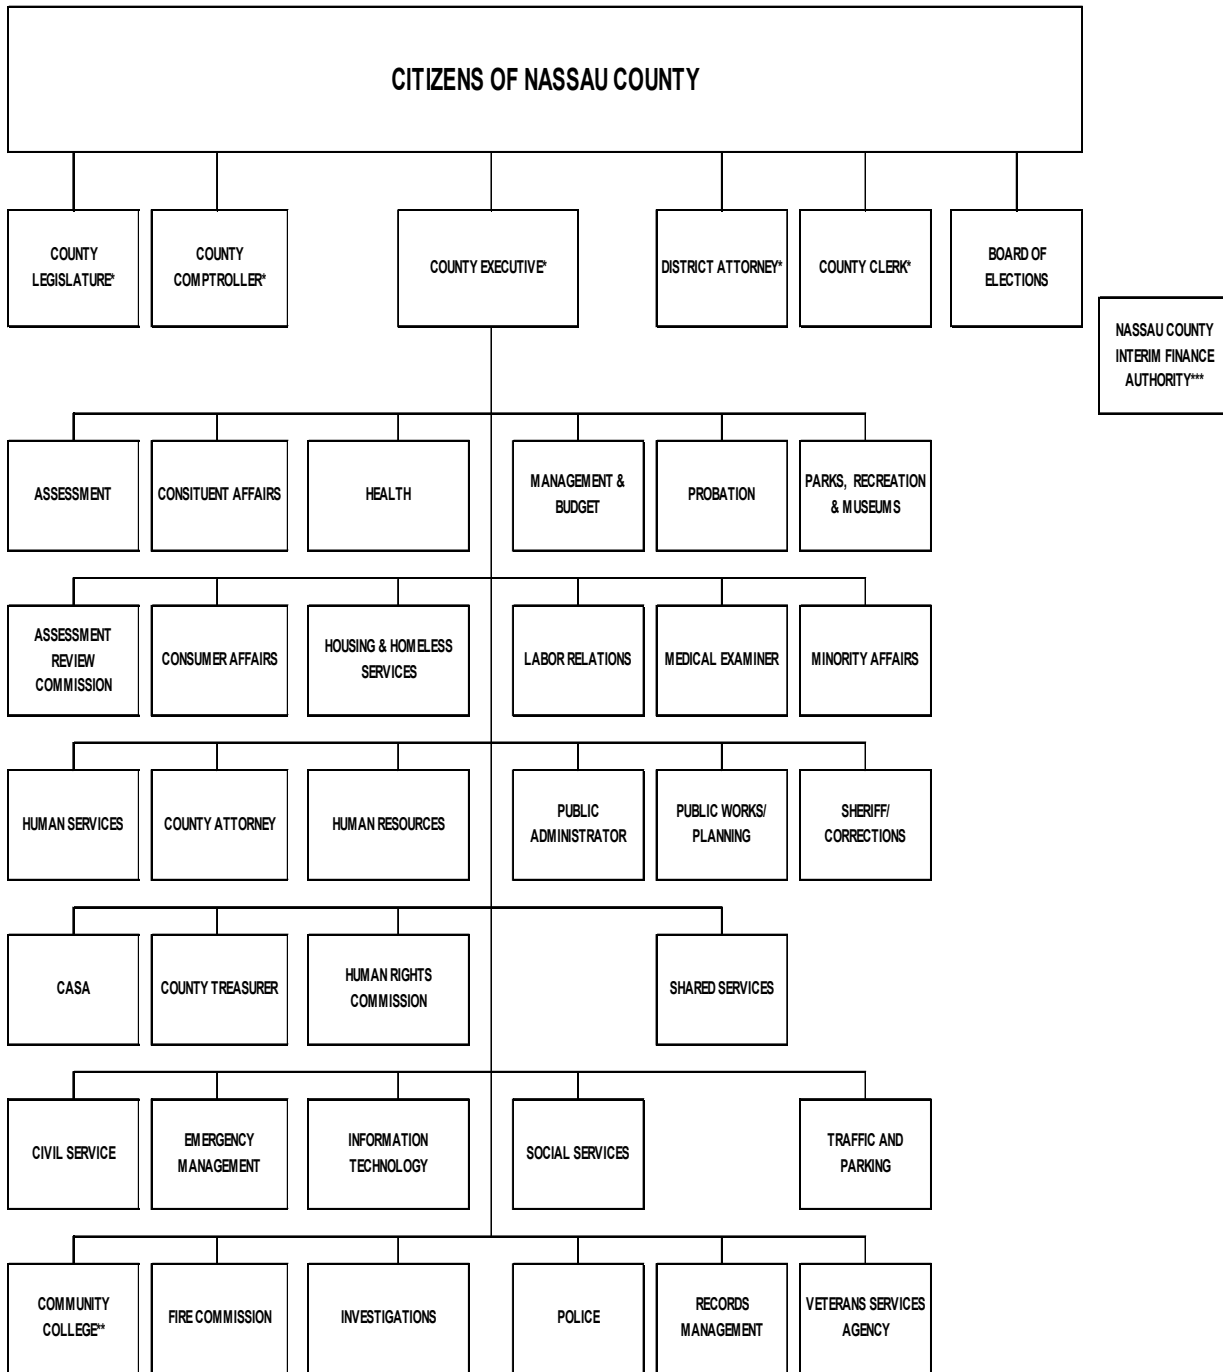 CITIZENS OF NASSAU COUNTY
COUNTY
LEGISLATURE*
COUNTY
COMPTROLLER*
COUNTY EXECUTIVE*
DISTRICT ATTORNEY*
COUNTY CLERK*
BOARD OF
ELECTIONS
NASSAU COUNTY
INTERIM FINANCE
AUTHORITY***
ASSESSMENT
CONSITUENT AFFAIRS
HEALTH
MANAGEMENT &
BUDGET
PROBATION
PARKS, RECREATION
& MUSEUMS
ASSESSMENT
REVIEW
COMMISSION
CONSUMER AFFAIRS
HOUSING & HOMELESS
SERVICES
LABOR RELATIONS
MEDICAL EXAMINER
MINORITY AFFAIRS
HUMAN SERVICES
COUNTY ATTORNEY
HUMAN RESOURCES
PUBLIC
ADMINISTRATOR
PUBLIC WORKS/
PLANNING
SHERIFF/
CORRECTIONS
CASA
COUNTY TREASURER
HUMAN RIGHTS
COMMISSION
SHARED SERVICES
CIVIL SERVICE
EMERGENCY
MANAGEMENT
INFORMATION
TECHNOLOGY
SOCIAL SERVICES
TRAFFIC AND
PARKING
COMMUNITY
COLLEGE**
FIRE COMMISSION
INVESTIGATIONS
POLICE
RECORDS
MANAGEMENT
VETERANS SERVICES
AGENCY